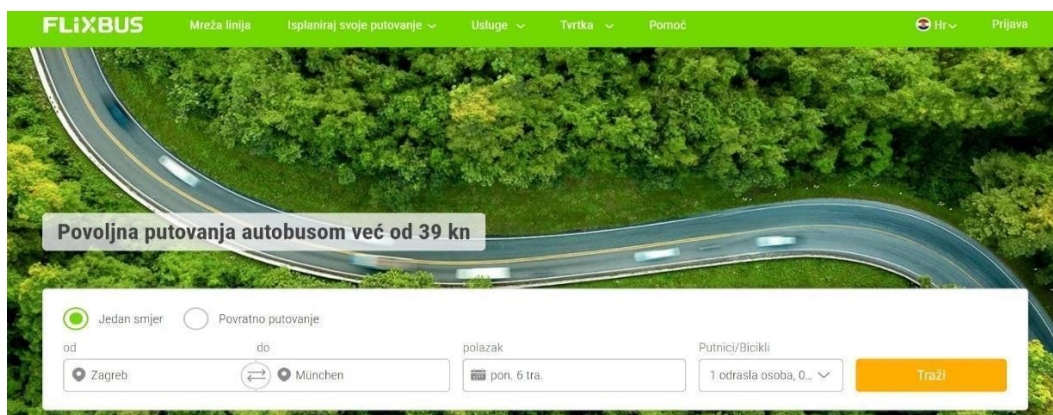 FLiXBUS Mreža linija Isplaniraj svoje putovanje Usluge Tvrtka Pomoć Hr Prijava
Povoljna putovanja autobusom već od 39 kn
Jedan smjer Povratno putovanje
od do polazak Putnici/Bicikli
Zagreb München pon. 6 tra. 1 odrasla osoba, 0... Traži